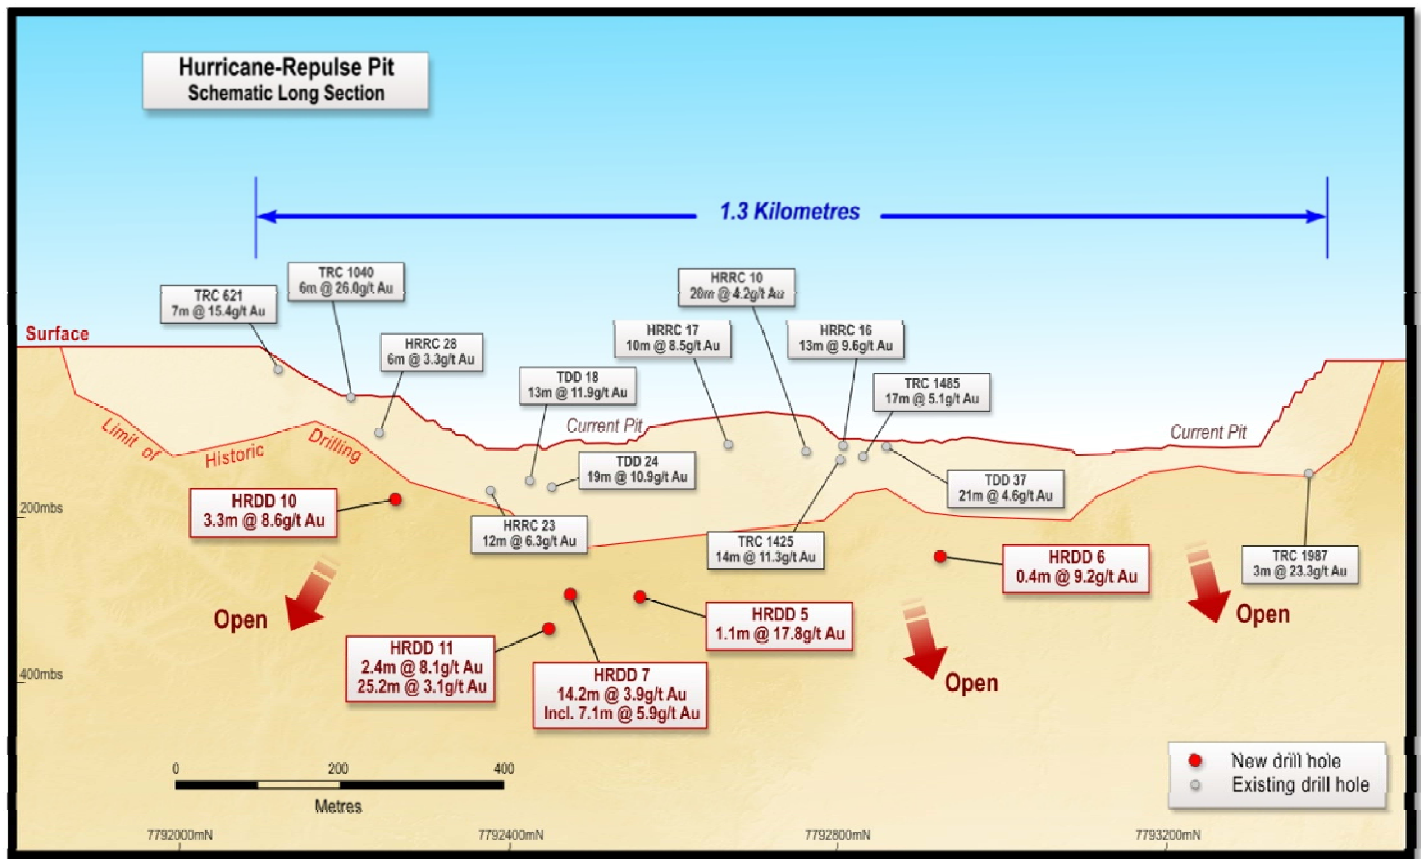 Hurricane-Repulse Pit
Schematic Long Section
1.3 Kilometres
TRC 1040
6m @ 26.0g/t Au
TRC 621
7m @ 15.4g/t Au
HRRC 10
20m @ 4.2g/t Au
HRRC 17
10m @ 8.5g/t Au
HRRC 16
13m @ 9.6g/t Au
Surface
HRRC 28
6m @ 3.3g/t Au
TDD 18
13m @ 11.9g/t Au
TRC 1485
17m @ 5.1g/t Au
Current Pit
Current Pit
Limit of Historic Drilling
TDD 24
19m @ 10.9g/t Au
TDD 37
21m @ 4.6g/t Au
HRDD 10
3.3m @ 8.6g/t Au
200mbs
HRRC 23
12m @ 6.3g/t Au
TRC 1425
14m @ 11.3g/t Au
HRDD 6
0.4m @ 9.2g/t Au
TRC 1987
3m @ 23.3g/t Au
Open
Open
HRDD 5
1.1m @ 17.8g/t Au
HRDD 11
2.4m @ 8.1g/t Au
25.2m @ 3.1g/t Au
HRDD 7
14.2m @ 3.9g/t Au
Incl. 7.1m @ 5.9g/t Au
400mbs
Open
0 200 400
Metres
New drill hole
Existing drill hole
7792000mN 7792400mN 7792800mN 7793200mN